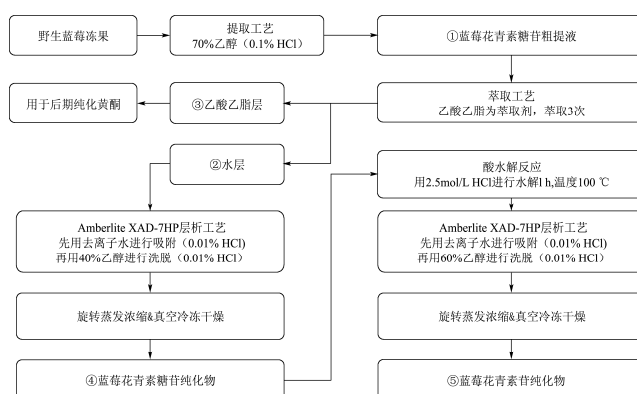 野生蓝莓冻果
提取工艺
70%乙醇（0.1% HCl）
①蓝莓花青素糖苷粗提液
萃取工艺
乙酸乙酯为萃取剂，萃取3次
③乙酸乙脂层
用于后期纯化黄酮
②水层
Amberlite XAD-7HP层析工艺
先用去离子水进行吸附（0.01% HCl)
再用40%乙醇进行洗脱（0.01% HCl）
旋转蒸发浓缩&真空冷冻干燥
④蓝莓花青素糖苷纯化物
酸水解反应
用2.5mol/L HCl进行水解1 h,温度100 ℃
Amberlite XAD-7HP层析工艺
先用去离子水进行吸附（0.01% HCl)
再用60%乙醇进行洗脱（0.01% HCl）
旋转蒸发浓缩&真空冷冻干燥
⑤蓝莓花青素苷纯化物